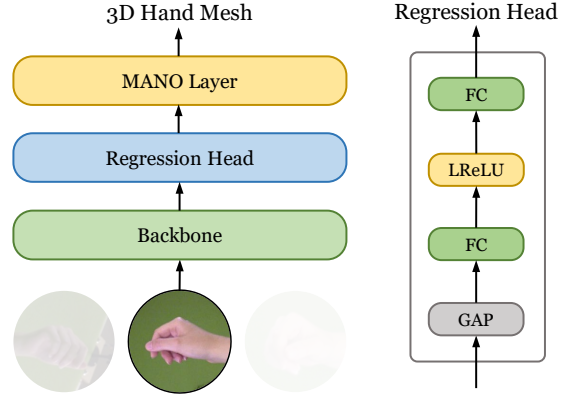 3D Hand Mesh
MANO Layer
Regression Head
Backbone
Regression Head
FC
LReLU
FC
GAP